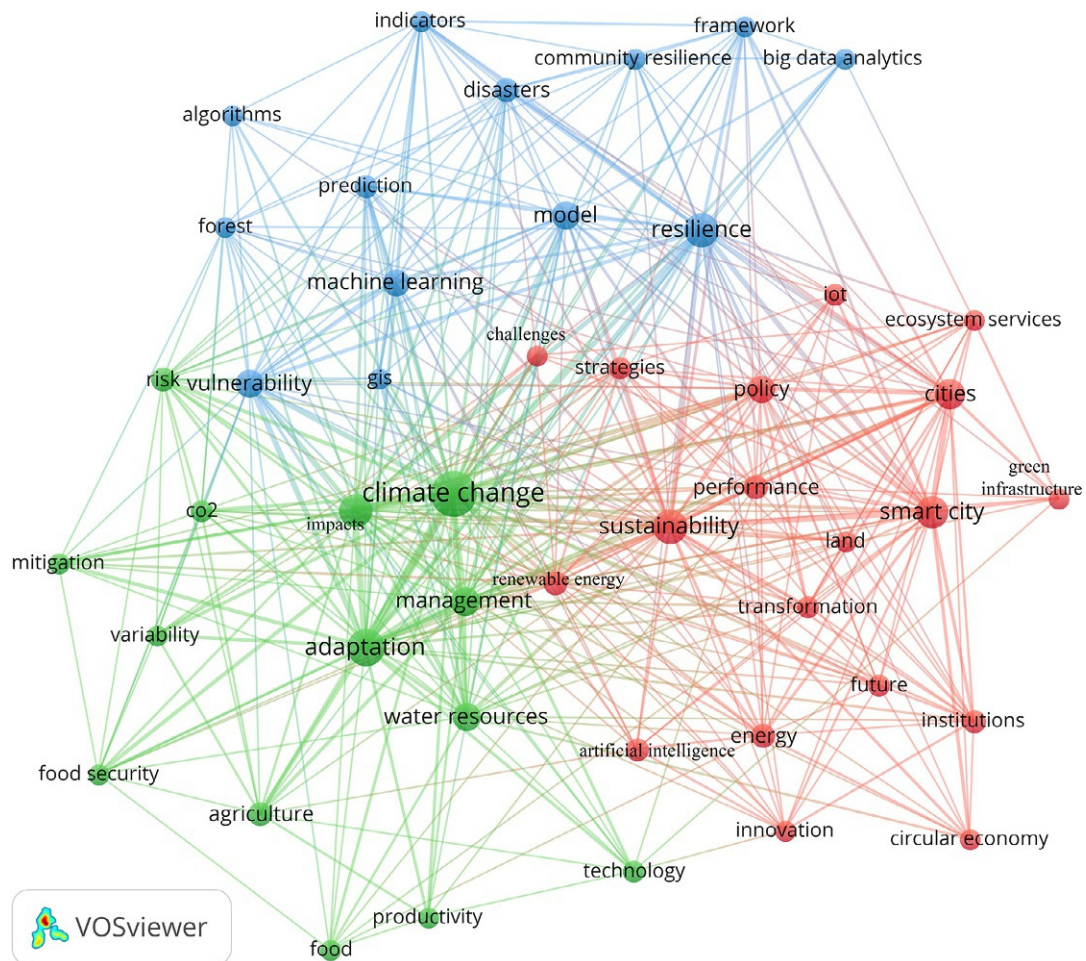 indicators
framework
community resilience
big data analytics
disasters
algorithms
prediction
model
forest
resilience
machine learning
iot
ecosystem services
challenges
strategies
risk
vulnerability
gis
policy
cities
green
infrastructure
climate change
performance
co2
impacts
sustainability
smart city
land
mitigation
renewable energy
management
transformation
variability
adaptation
future
water resources
institutions
energy
artificial intelligence
food security
agriculture
innovation
circular economy
technology
productivity
food
VOSviewer